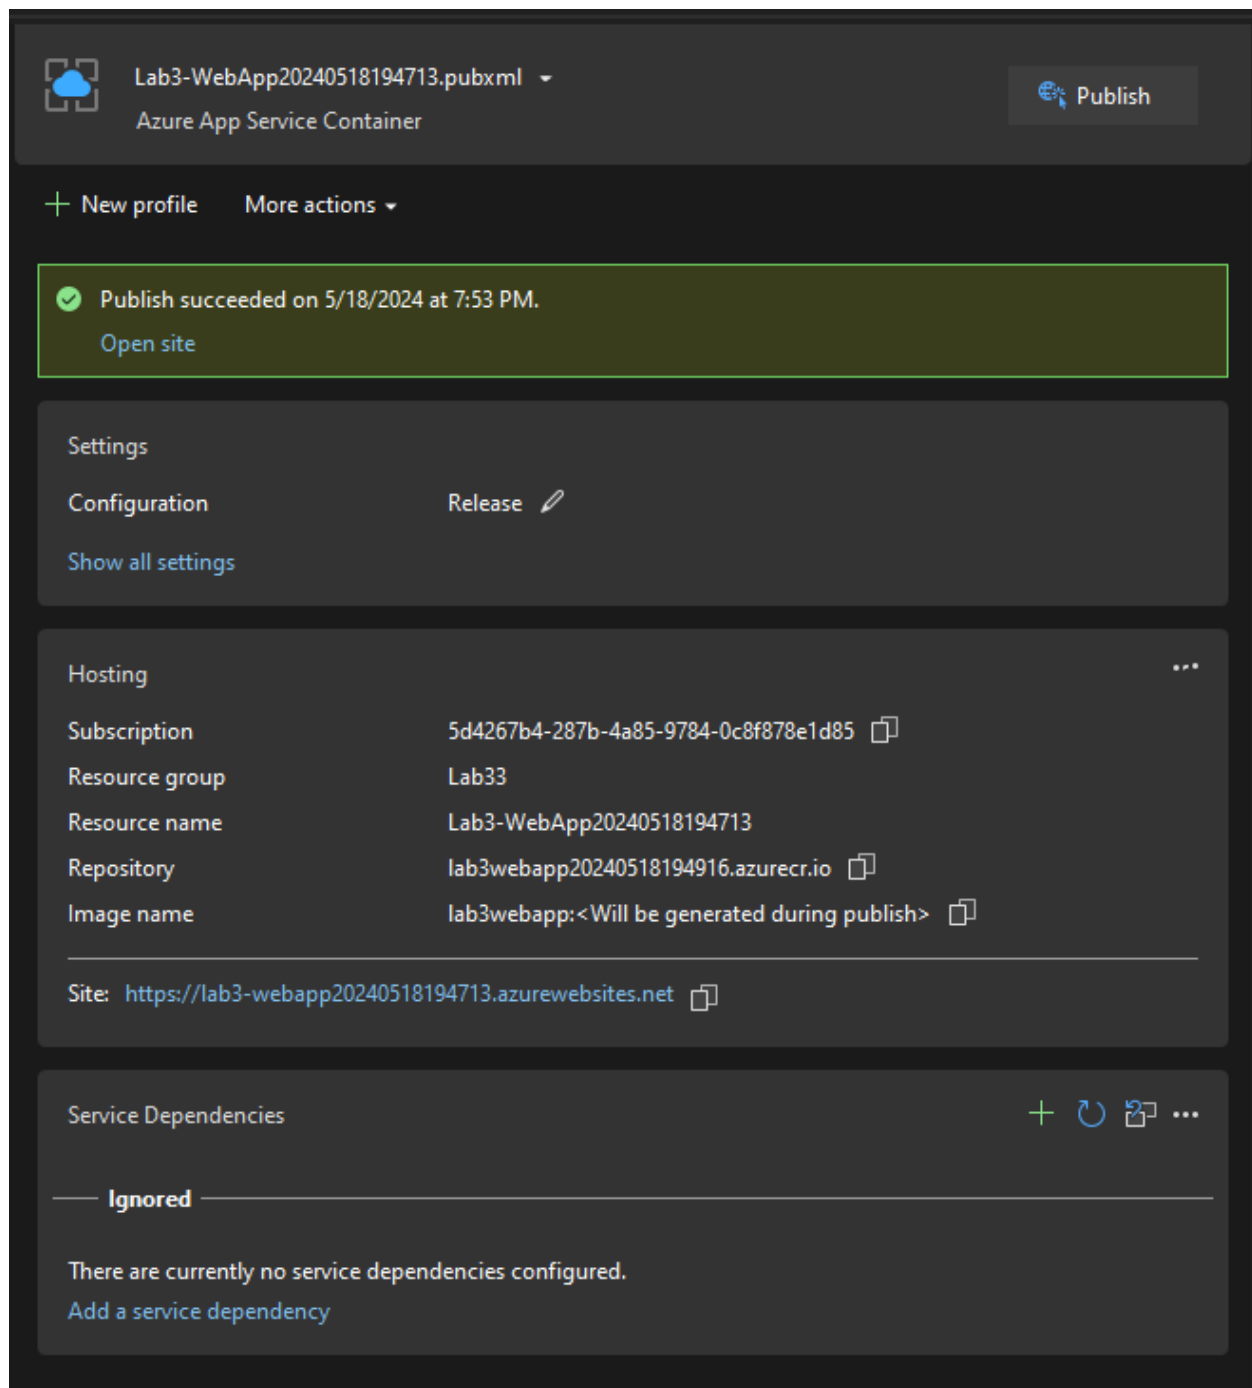 Lab3-WebApp20240518194713.pubxml
Azure App Service Container
Publish
New profile
More actions
Publish succeeded on 5/18/2024 at 7:53 PM.
Open site
Settings
Configuration Release
Show all settings
Hosting
Subscription 5d4267b4-287b-4a85-9784-0c8f878e1d85
Resource group Lab33
Resource name Lab3-WebApp20240518194713
Repository lab3webapp20240518194916.azurecr.io
Image name lab3webapp:<Will be generated during publish>
Site: https://lab3-webapp20240518194713.azurewebsites.net
Service Dependencies
Ignored
There are currently no service dependencies configured.
Add a service dependency